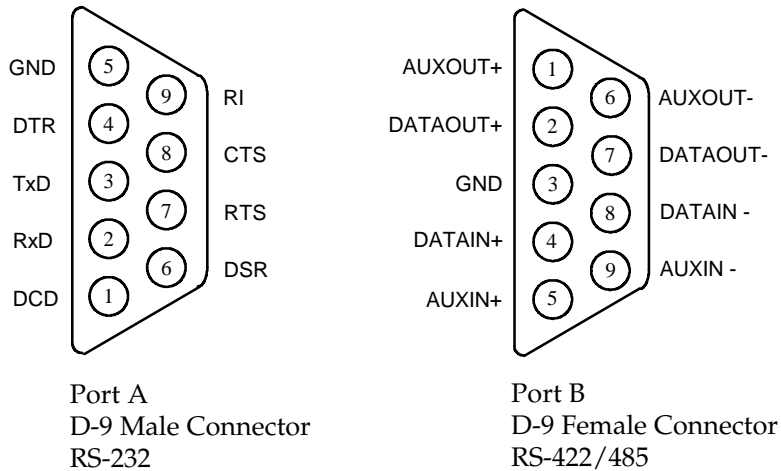 GND 5
9 RI
DTR 4
8 CTS
TxD 3
7 RTS
RxD 2
6 DSR
DCD 1
Port A
D-9 Male Connector
RS-232
AUXOUT+ 1
6 AUXOUT-
DATAOUT+ 2
7 DATAOUT-
GND 3
8 DATAIN -
DATAIN+ 4
9 AUXIN -
AUXIN+ 5
Port B
D-9 Female Connector
RS-422/485